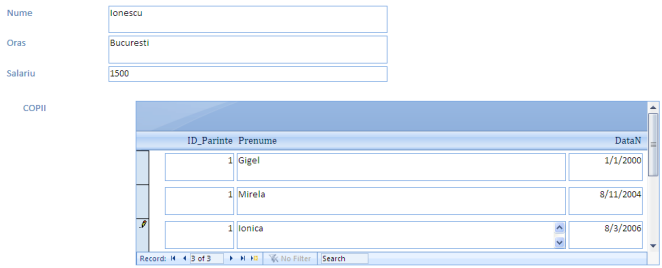 Nume Ionescu
Oras Bucuresti
Salariu 1500
COPII
ID_Parinte Prenume DataN
1 Gigel 1/1/2000
1 Mirela 8/11/2004
1 Ionica 8/3/2006
Record: 3 of 3 No Filter Search